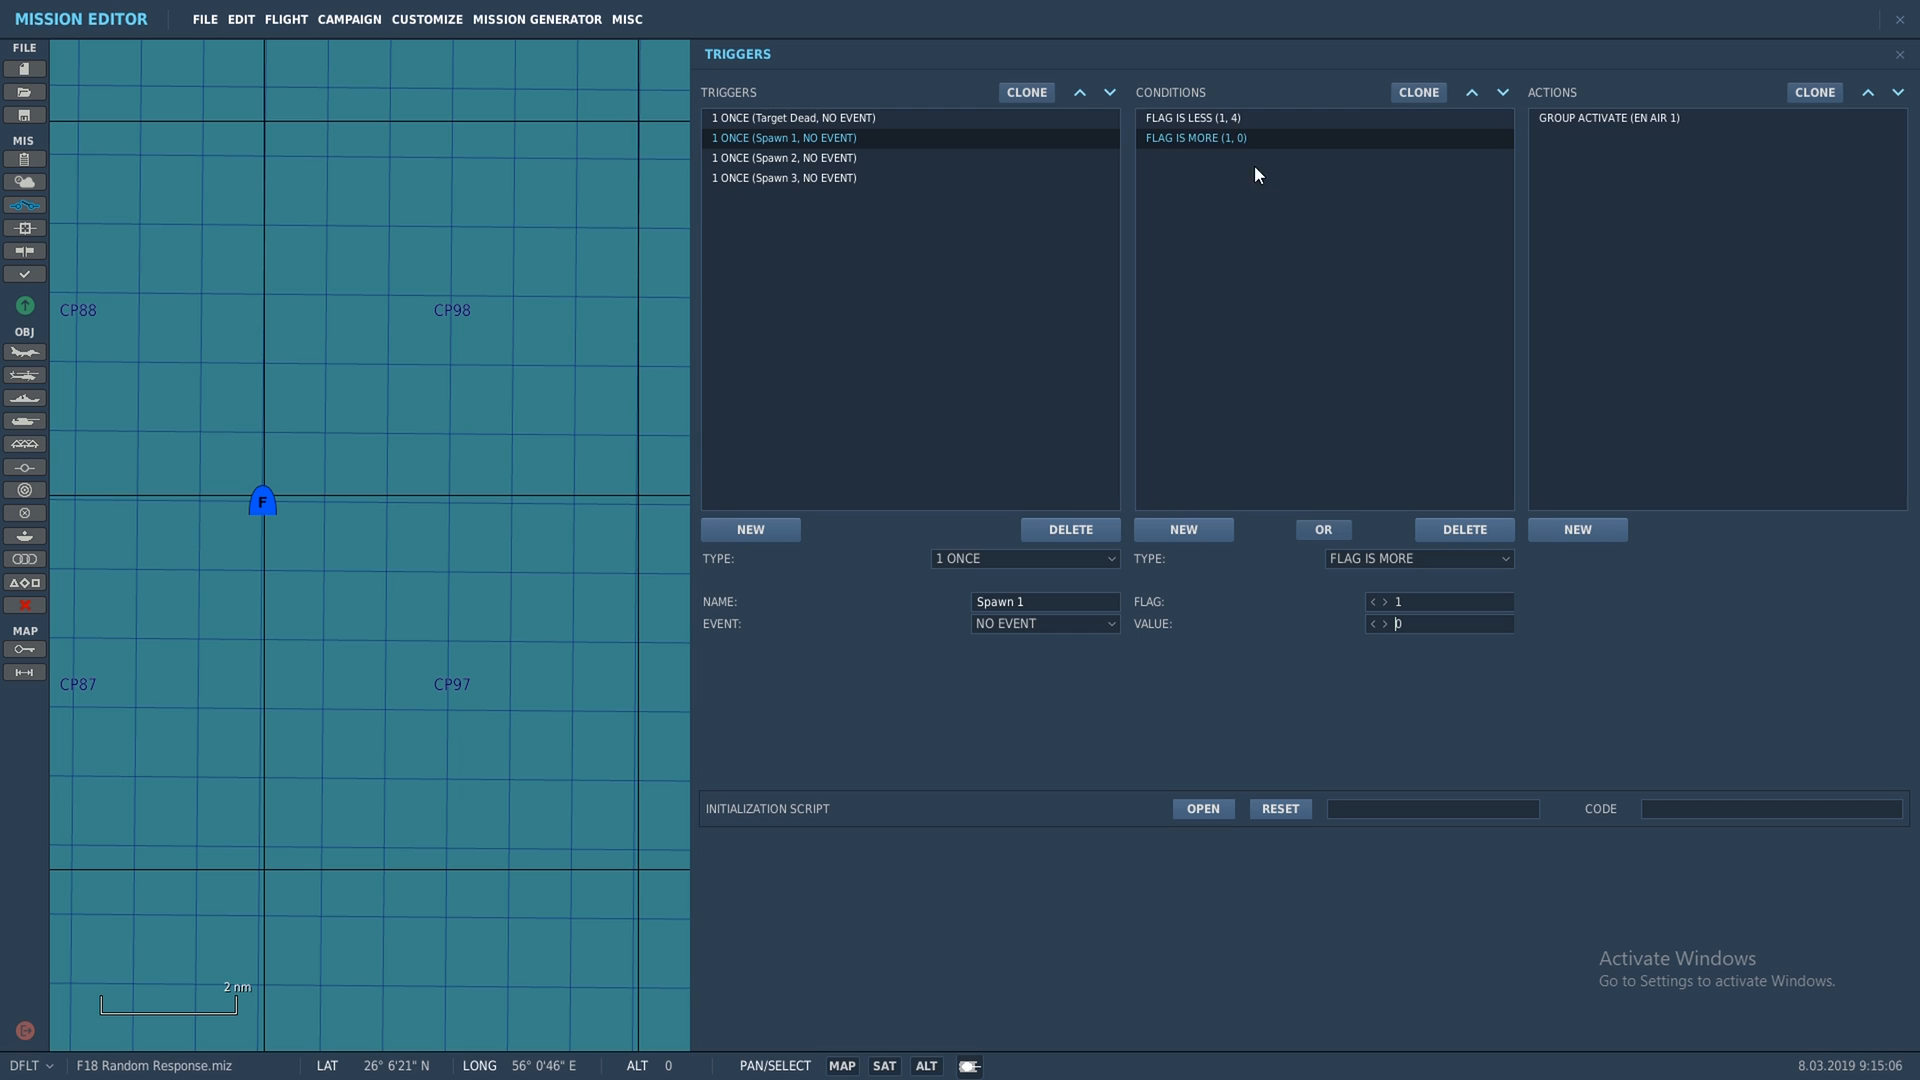 MISSION EDITOR
FILE EDIT FLIGHT CAMPAIGN CUSTOMIZE MISSION GENERATOR MISC
FILE
MIS
OBJ
MAP
CP88
CP98
F
CP87
CP97
2 nm
TRIGGERS
TRIGGERS CLONE
1 ONCE (Target Dead, NO EVENT)
1 ONCE (Spawn 1, NO EVENT)
1 ONCE (Spawn 2, NO EVENT)
1 ONCE (Spawn 3, NO EVENT)
NEW DELETE
TYPE: 1 ONCE
NAME: Spawn 1
EVENT: NO EVENT
CONDITIONS CLONE
FLAG IS LESS (1, 4)
FLAG IS MORE (1, 0)
NEW OR DELETE
TYPE: FLAG IS MORE
FLAG: < > 1
VALUE: < > 0
ACTIONS CLONE
GROUP ACTIVATE (EN AIR 1)
NEW
INITIALIZATION SCRIPT OPEN RESET CODE
Activate Windows
Go to Settings to activate Windows.
DFLT F18 Random Response.miz LAT 26° 6'21" N LONG 56° 0'46" E ALT 0 PAN/SELECT MAP SAT ALT 8.03.2019 9:15:06